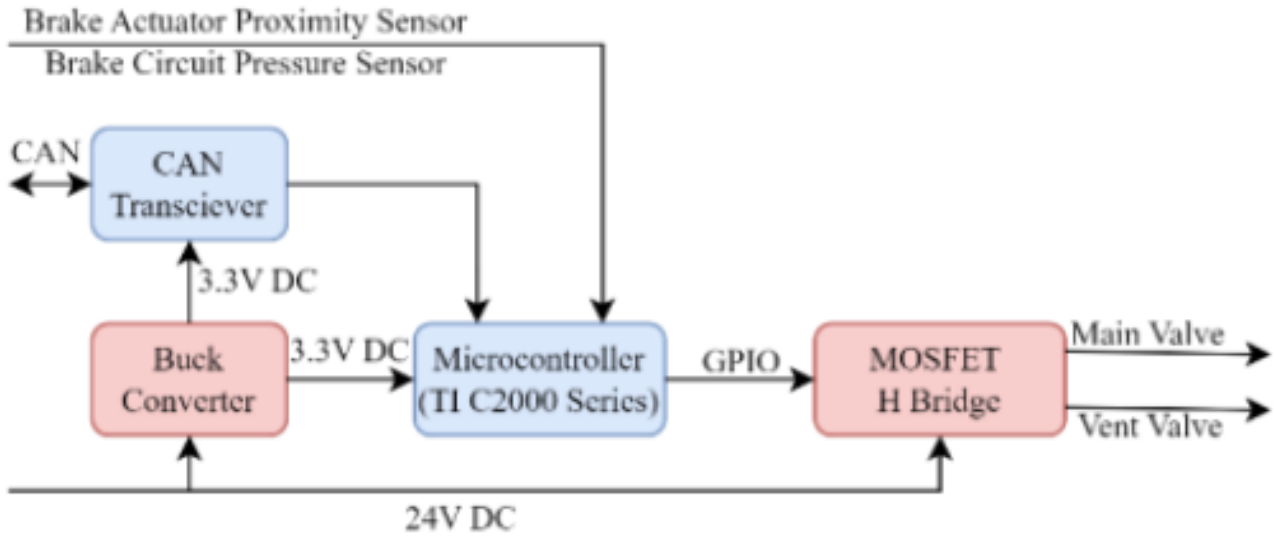 Brake Actuator Proximity Sensor
Brake Circuit Pressure Sensor
CAN
CAN
Transciever
3.3V DC
Buck
Converter
3.3V DC
Microcontroller
(TI C2000 Series)
GPIO
MOSFET
H Bridge
Main Valve
Vent Valve
24V DC